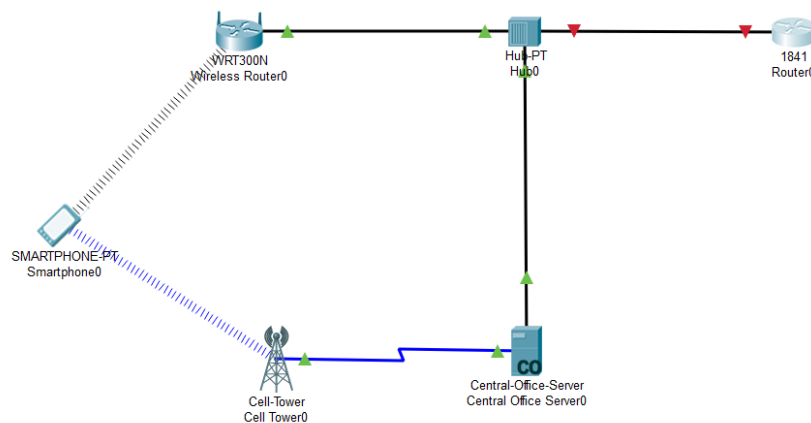 WRT300N
Wireless Router0
Hub-PT
Hub0
1841
Router0
SMARTPHONE-PT
Smartphone0
Cell-Tower
Cell Tower0
CO
Central-Office-Server
Central Office Server0